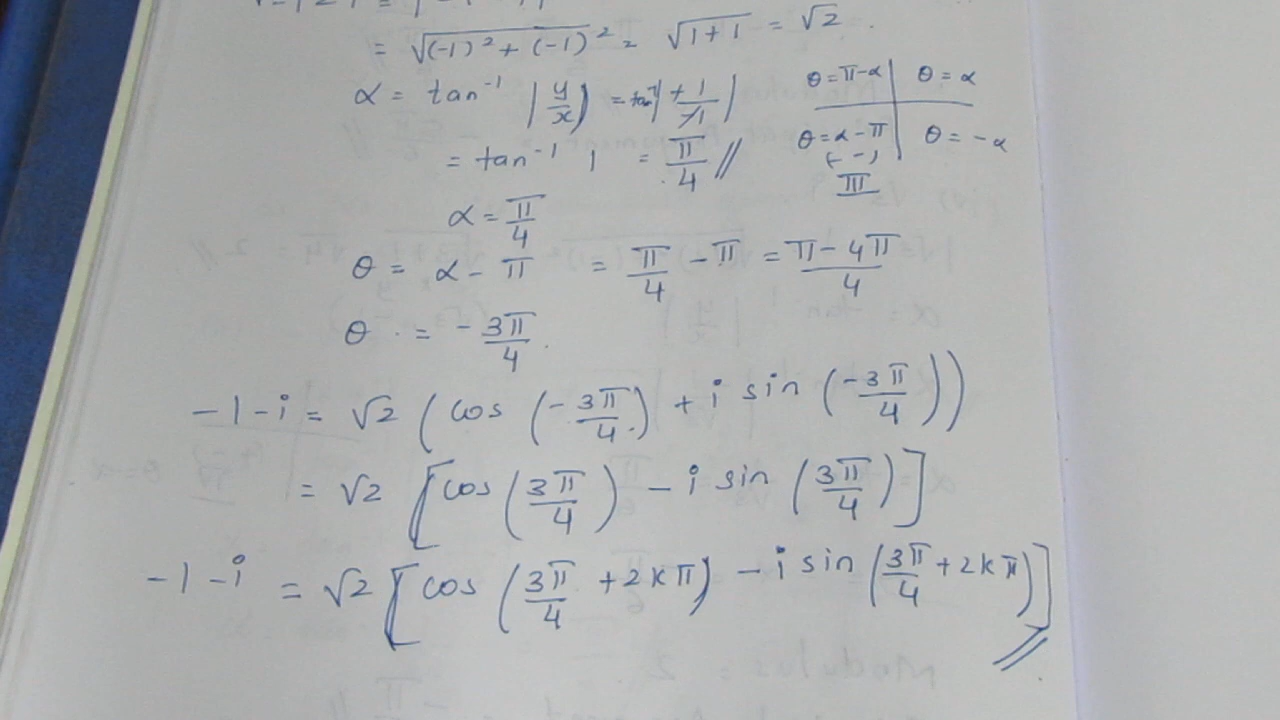 = √(-1)² + (-1)² = √1+1 = √2.
α = tan⁻¹ |y/x| = tan⁻¹ |+1/-1|
θ = π-α | θ = α
θ = α-π | θ = -α
(- -)
III
= tan⁻¹ 1 = π/4 //
α = π/4
θ = α - π = π/4 - π = π-4π/4
θ = -3π/4.
-1-i = √2 (cos (-3π/4) + i sin (-3π/4))
= √2 [cos (3π/4) - i sin (3π/4)]
-1-i = √2 [cos (3π/4 + 2kπ) - i sin (3π/4 + 2kπ)] //